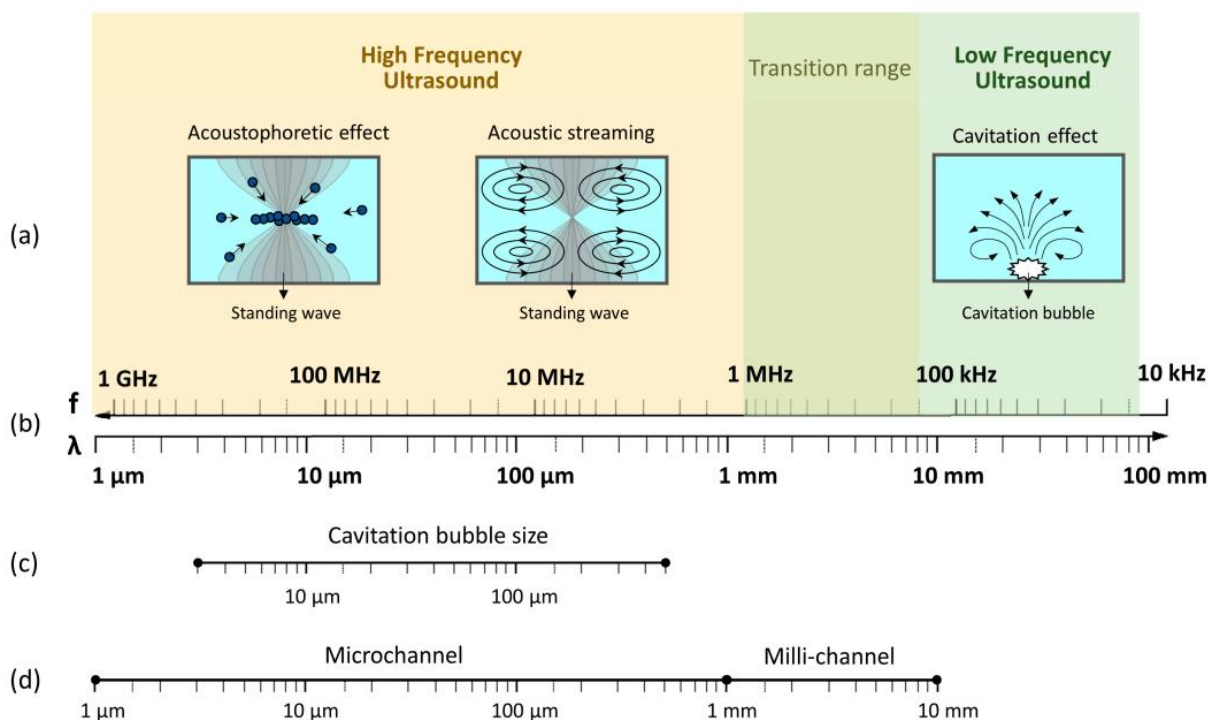 High Frequency
Ultrasound
Transition range
Low Frequency
Ultrasound
Acoustophoretic effect
Acoustic streaming
Cavitation effect
(a)
Standing wave
Standing wave
Cavitation bubble
1 GHz
100 MHz
10 MHz
1 MHz
100 kHz
10 kHz
f
(b)
λ
1 μm
10 μm
100 μm
1 mm
10 mm
100 mm
Cavitation bubble size
(c)
10 μm
100 μm
Microchannel
Milli-channel
(d)
1 μm
10 μm
100 μm
1 mm
10 mm